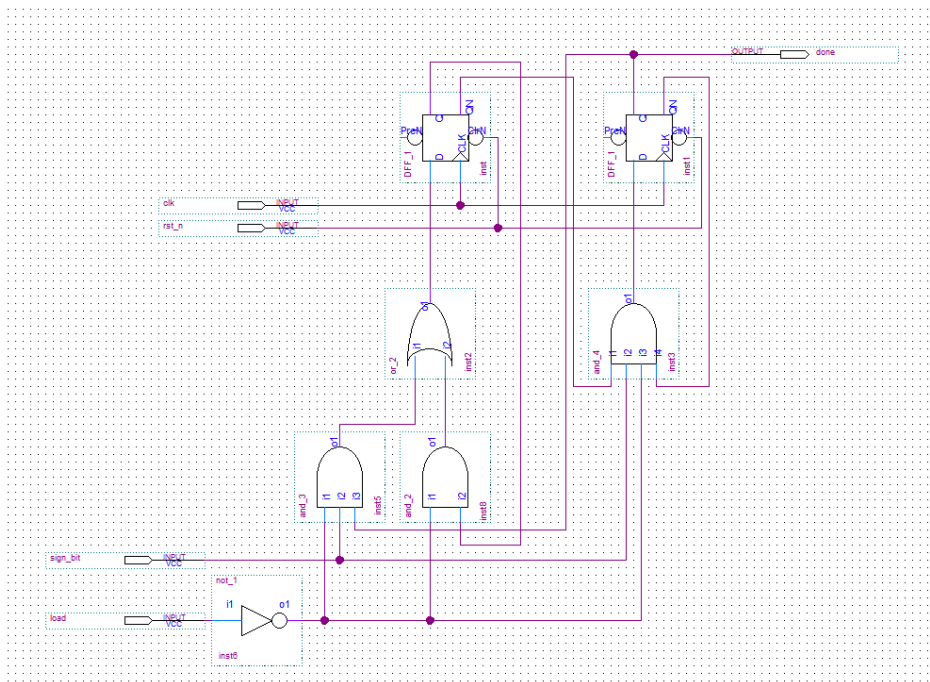 OUTPUT
done
QN
QN
PreN
Q
ClrN
PreN
Q
ClrN
CLK
CLK
DFF_1
D
inst
DFF_1
D
inst1
clk
INPUT
VCC
rst_n
INPUT
VCC
o1
o1
i1
i2
or_2
inst2
i1
i2
i3
i4
and_4
inst3
o1
o1
i1
i2
i3
and_3
inst5
i1
i2
and_2
inst8
sign_bit
INPUT
VCC
not_1
i1
o1
load
INPUT
VCC
inst6